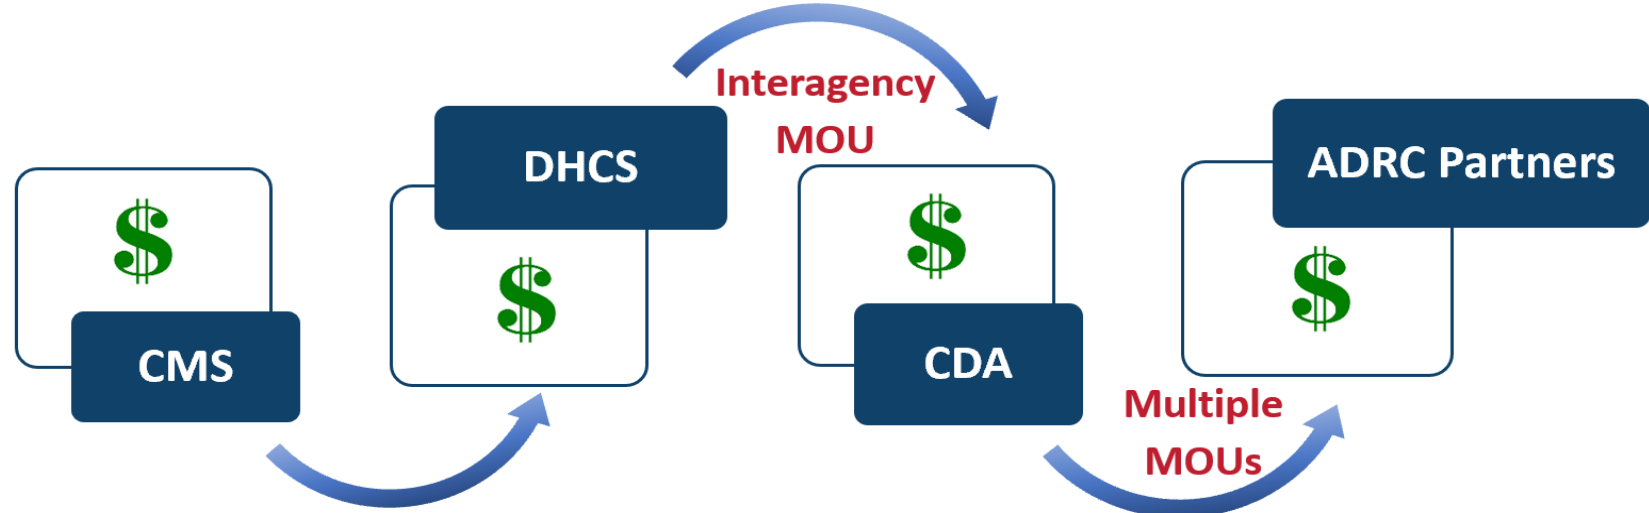 CMS
$
DHCS
$
Interagency
MOU
$
CDA
Multiple
MOUs
ADRC Partners
$